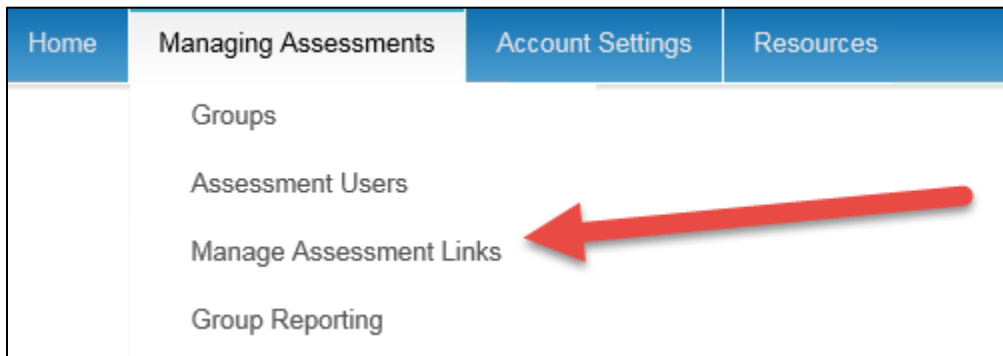 Home Managing Assessments Account Settings Resources
Groups
Assessment Users
Manage Assessment Links
Group Reporting